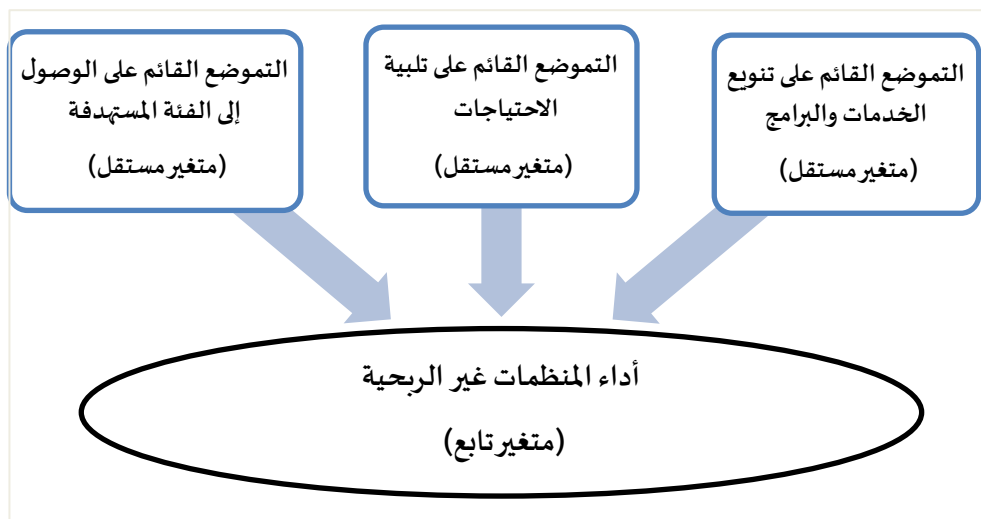 التموضع القائم على تنويع
الخدمات والبرامج
(متغير مستقل)
التموضع القائم على تلبية
الاحتياجات
(متغير مستقل)
التموضع القائم على الوصول
إلى الفئة المستهدفة
(متغير مستقل)
أداء المنظمات غير الربحية
(متغير تابع)